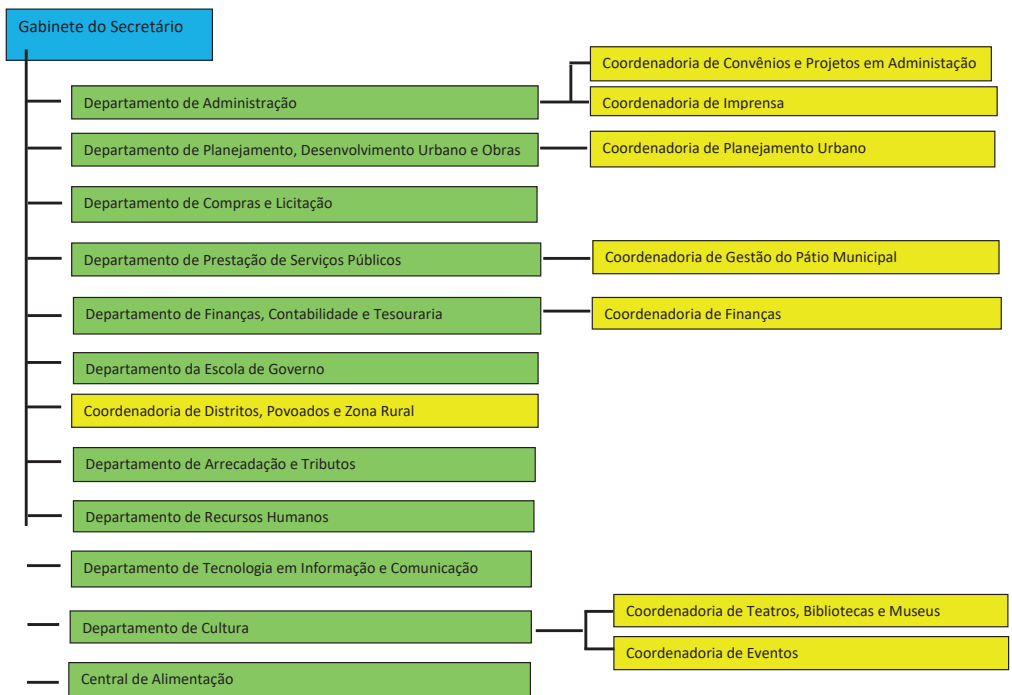 Gabinete do Secretário
Departamento de Administração
Coordenadoria de Convênios e Projetos em Administação
Coordenadoria de Imprensa
Departamento de Planejamento, Desenvolvimento Urbano e Obras
Coordenadoria de Planejamento Urbano
Departamento de Compras e Licitação
Departamento de Prestação de Serviços Públicos
Coordenadoria de Gestão do Pátio Municipal
Departamento de Finanças, Contabilidade e Tesouraria
Coordenadoria de Finanças
Departamento da Escola de Governo
Coordenadoria de Distritos, Povoados e Zona Rural
Departamento de Arrecadação e Tributos
Departamento de Recursos Humanos
Departamento de Tecnologia em Informação e Comunicação
Departamento de Cultura
Coordenadoria de Teatros, Bibliotecas e Museus
Coordenadoria de Eventos
Central de Alimentação